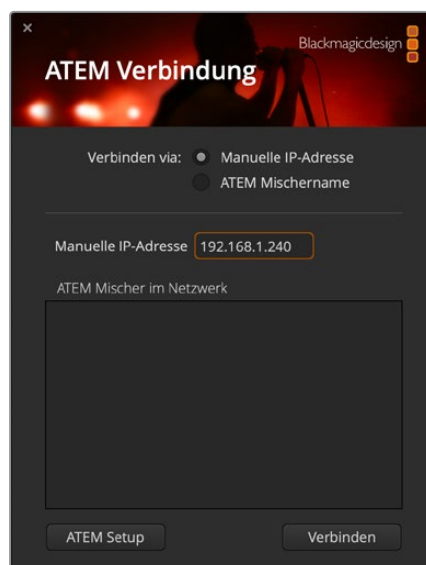 Blackmagicdesign
ATEM Verbindung
Verbinden via: Manuelle IP-Adresse
ATEM Mischername
Manuelle IP-Adresse 192.168.1.240
ATEM Mischer im Netzwerk
ATEM Setup Verbinden